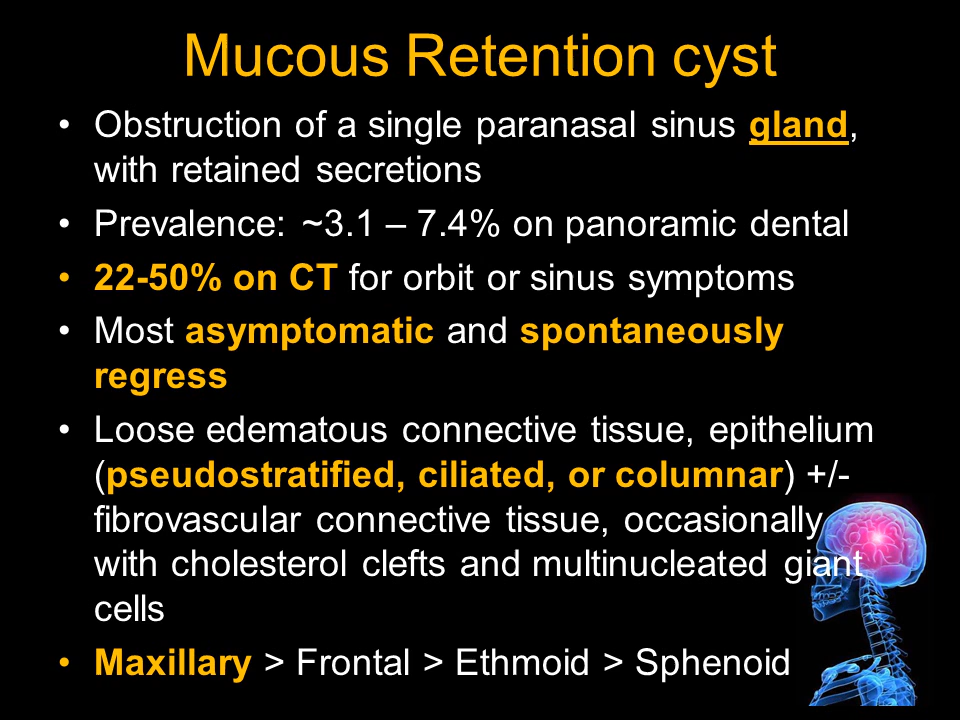 Mucous Retention cyst
• Obstruction of a single paranasal sinus gland,
with retained secretions
• Prevalence: ~3.1 – 7.4% on panoramic dental
• 22-50% on CT for orbit or sinus symptoms
• Most asymptomatic and spontaneously
regress
• Loose edematous connective tissue, epithelium
(pseudostratified, ciliated, or columnar) +/-
fibrovascular connective tissue, occasionally
with cholesterol clefts and multinucleated giant
cells
• Maxillary > Frontal > Ethmoid > Sphenoid